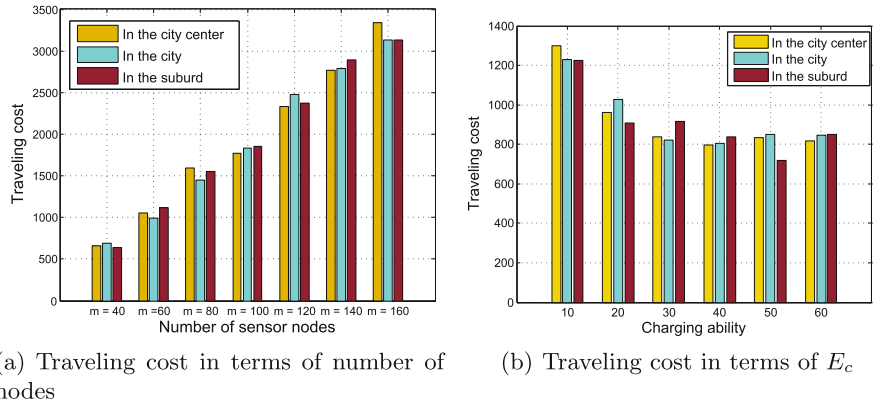 3500
3000
2500
2000
1500
1000
500
0
Traveling cost
In the city center
In the city
In the suburd
m = 40 m =60 m = 80 m = 100 m = 120 m = 140 m = 160
Number of sensor nodes
(a) Traveling cost in terms of number of
nodes
1400
1200
1000
800
600
400
200
0
Traveling cost
In the city center
In the city
In the suburd
10 20 30 40 50 60
Charging ability
(b) Traveling cost in terms of E_c